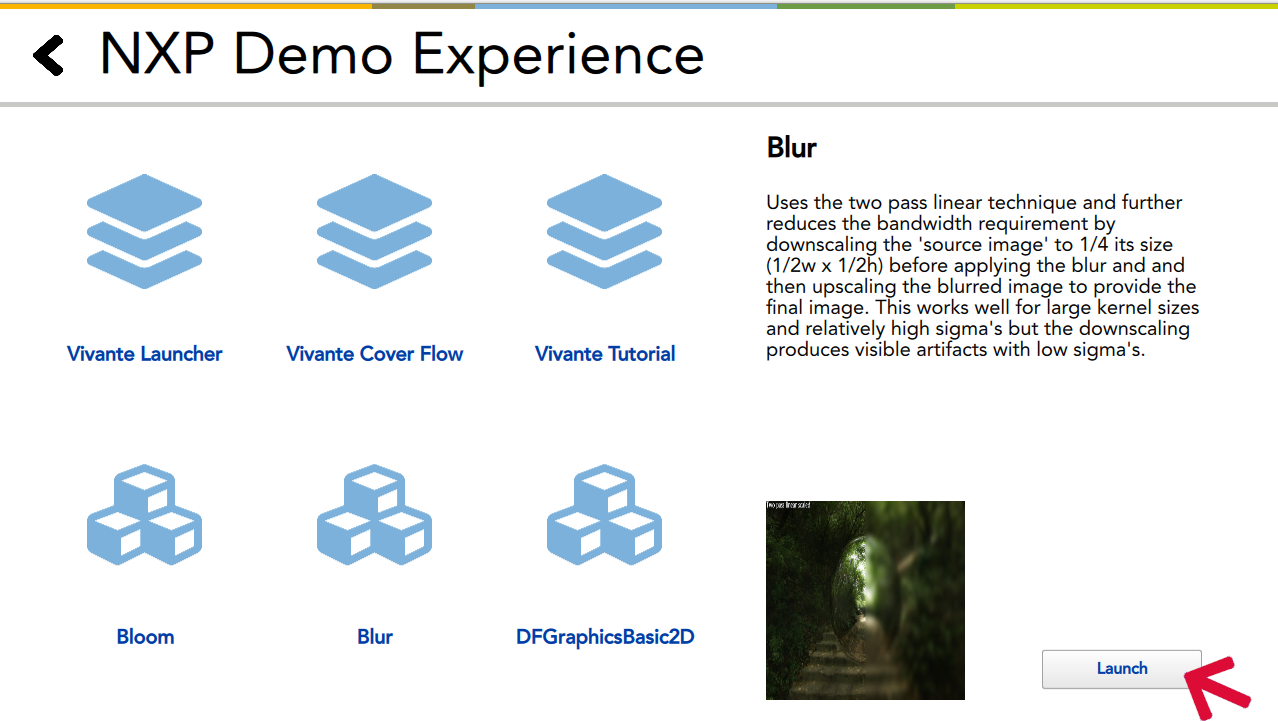 NXP Demo Experience
Vivante Launcher
Vivante Cover Flow
Vivante Tutorial
Bloom
Blur
DFGraphicsBasic2D
Blur
Uses the two pass linear technique and further
reduces the bandwidth requirement by
downscaling the 'source image' to 1/4 its size
(1/2w x 1/2h) before applying the blur and and
then upscaling the blurred image to provide the
final image. This works well for large kernel sizes
and relatively high sigma's but the downscaling
produces visible artifacts with low sigma's.
Two pass linear scaled
Launch